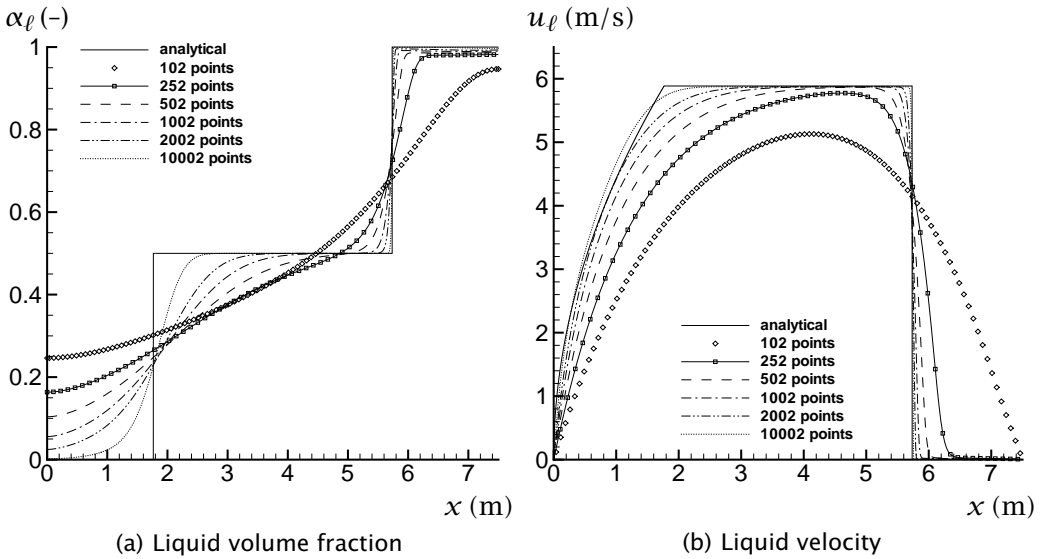 αℓ (–)
1
0.8
0.6
0.4
0.2
0
analytical
102 points
252 points
502 points
1002 points
2002 points
10002 points
0 1 2 3 4 5 6 7
x (m)
(a) Liquid volume fraction
uℓ (m/s)
6
5
4
3
2
1
0
analytical
102 points
252 points
502 points
1002 points
2002 points
10002 points
0 1 2 3 4 5 6 7
x (m)
(b) Liquid velocity